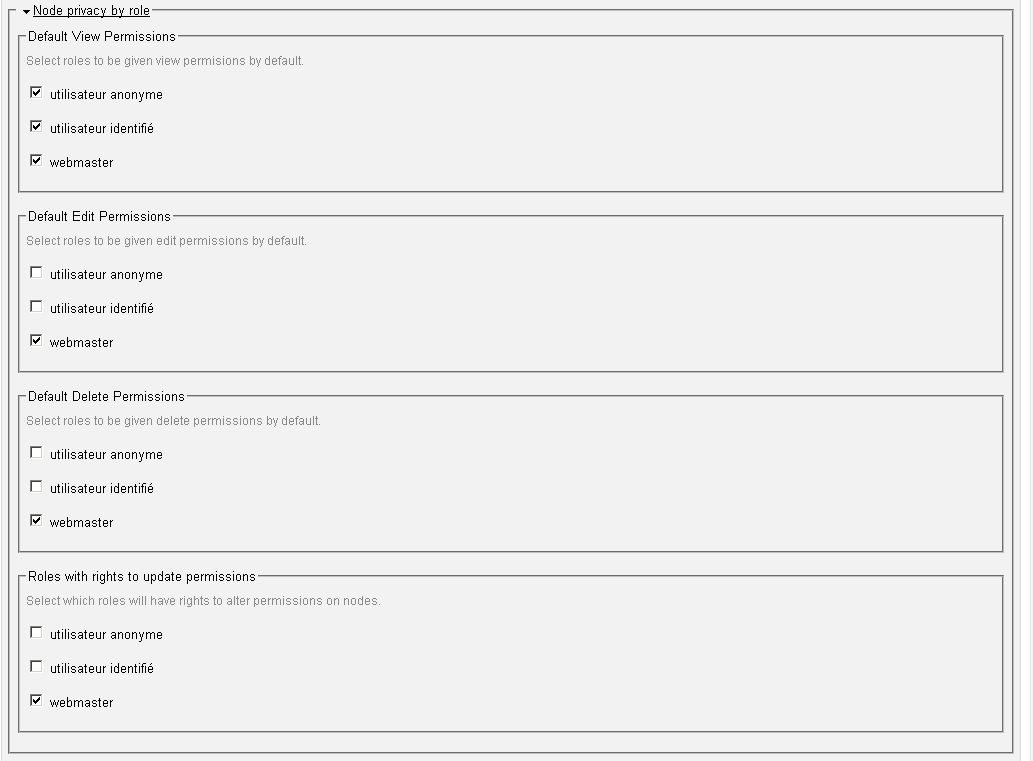 Node privacy by role
Default View Permissions
Select roles to be given view permisions by default.
utilisateur anonyme
utilisateur identifié
webmaster
Default Edit Permissions
Select roles to be given edit permissions by default.
utilisateur anonyme
utilisateur identifié
webmaster
Default Delete Permissions
Select roles to be given delete permissions by default.
utilisateur anonyme
utilisateur identifié
webmaster
Roles with rights to update permissions
Select which roles will have rights to alter permissions on nodes.
utilisateur anonyme
utilisateur identifié
webmaster